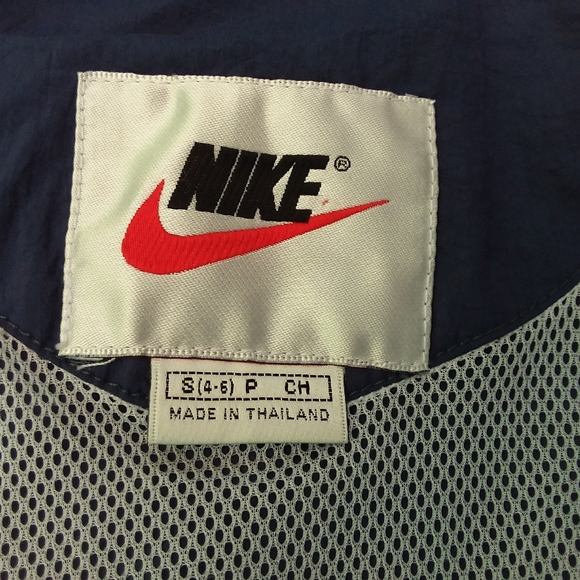 NIKE®
S(4-6) P CH
MADE IN THAILAND